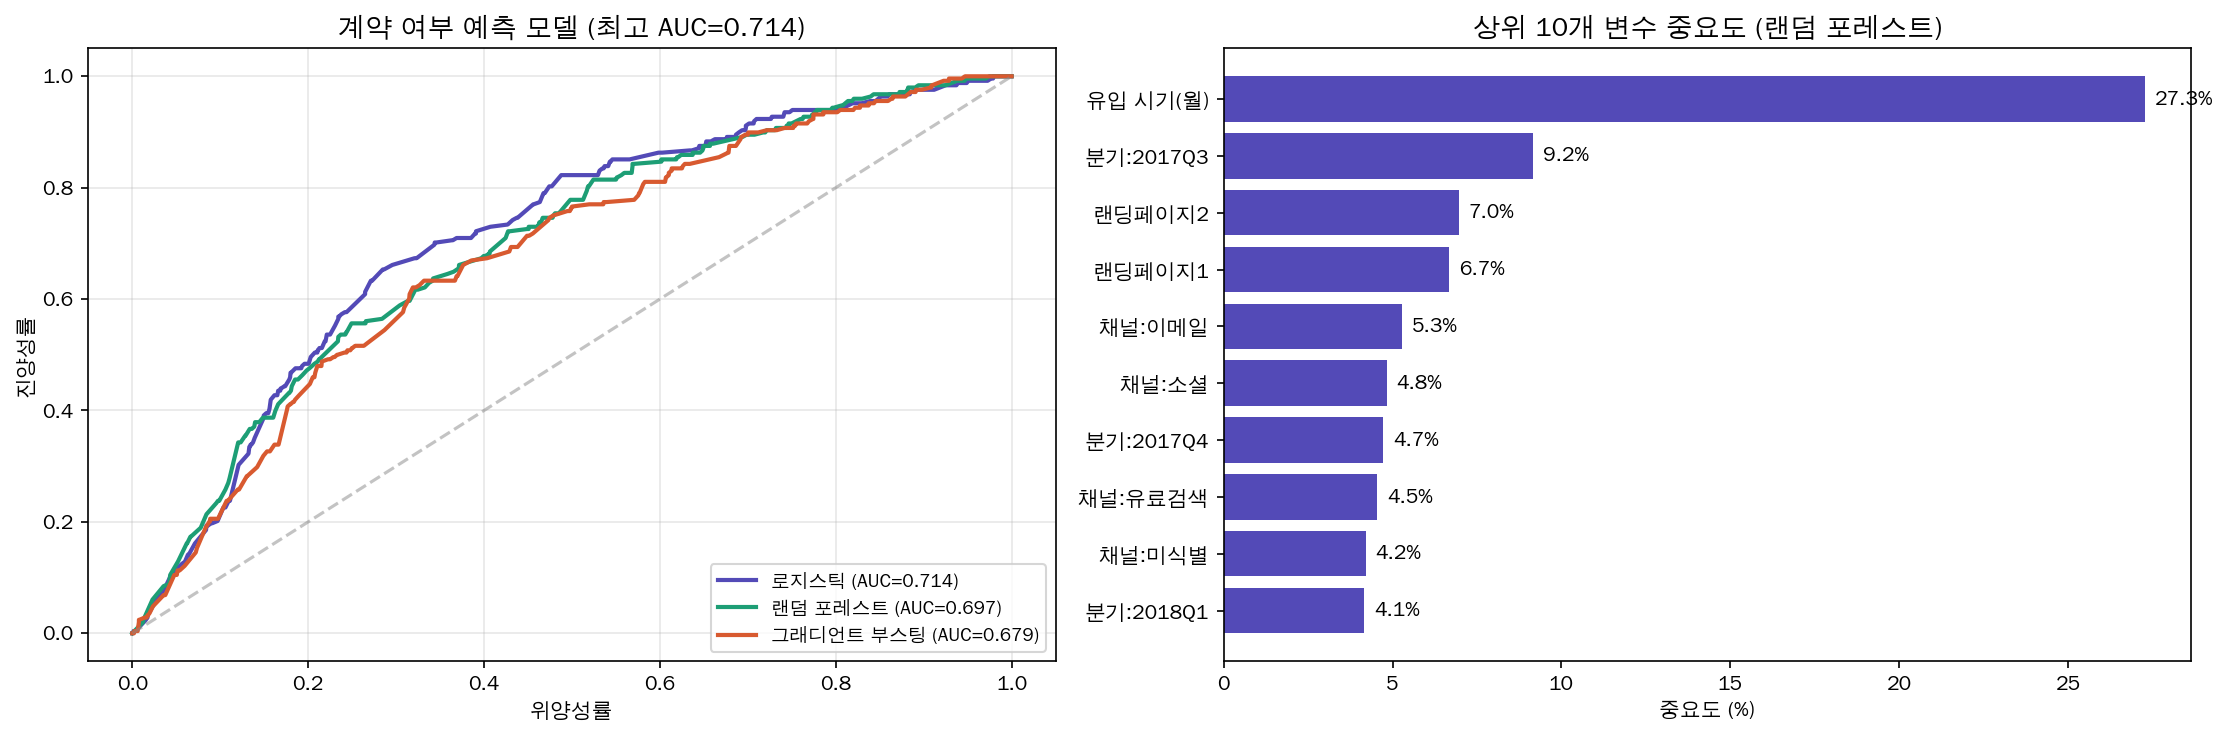 계약 여부 예측 모델 (최고 AUC=0.714)
1.0
0.8
0.6
0.4
0.2
0.0
진양성률
0.0 0.2 0.4 0.6 0.8 1.0
위양성률
로지스틱 (AUC=0.714)
랜덤 포레스트 (AUC=0.697)
그래디언트 부스팅 (AUC=0.679)
상위 10개 변수 중요도 (랜덤 포레스트)
유입 시기(월) 27.3%
분기:2017Q3 9.2%
랜딩페이지2 7.0%
랜딩페이지1 6.7%
채널:이메일 5.3%
채널:소셜 4.8%
분기:2017Q4 4.7%
채널:유료검색 4.5%
채널:미식별 4.2%
분기:2018Q1 4.1%
0 5 10 15 20 25
중요도 (%)